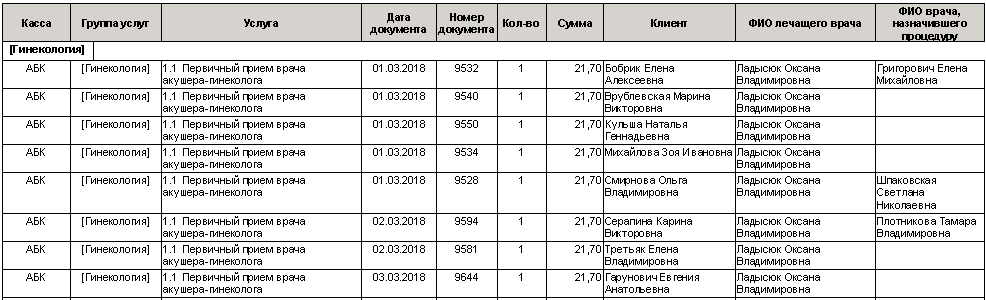 Касса Группа услуг Услуга Дата документа Номер документа Кол-во Сумма Клиент ФИО лечащего врача ФИО врача, назначившего процедуру
[Гинекология]
АБК [Гинекология] 1.1 Первичный прием врача акушера-гинеколога 01.03.2018 9532 1 21,70 Бобрик Елена Алексеевна Ладысюк Оксана Владимировна Григорович Елена Михайловна
АБК [Гинекология] 1.1 Первичный прием врача акушера-гинеколога 01.03.2018 9540 1 21,70 Врублевская Марина Викторовна Ладысюк Оксана Владимировна
АБК [Гинекология] 1.1 Первичный прием врача акушера-гинеколога 01.03.2018 9550 1 21,70 Кульша Наталья Геннадьевна Ладысюк Оксана Владимировна
АБК [Гинекология] 1.1 Первичный прием врача акушера-гинеколога 01.03.2018 9534 1 21,70 Михайлова Зоя Ивановна Ладысюк Оксана Владимировна
АБК [Гинекология] 1.1 Первичный прием врача акушера-гинеколога 01.03.2018 9528 1 21,70 Смирнова Ольга Владимировна Ладысюк Оксана Владимировна Шпаковская Светлана Николаевна
АБК [Гинекология] 1.1 Первичный прием врача акушера-гинеколога 02.03.2018 9594 1 21,70 Серапина Карина Викторовна Ладысюк Оксана Владимировна Плотникова Тамара Владимировна
АБК [Гинекология] 1.1 Первичный прием врача акушера-гинеколога 02.03.2018 9581 1 21,70 Третьяк Елена Владимировна Ладысюк Оксана Владимировна
АБК [Гинекология] 1.1 Первичный прием врача акушера-гинеколога 03.03.2018 9644 1 21,70 Гарунович Евгения Анатольевна Ладысюк Оксана Владимировна